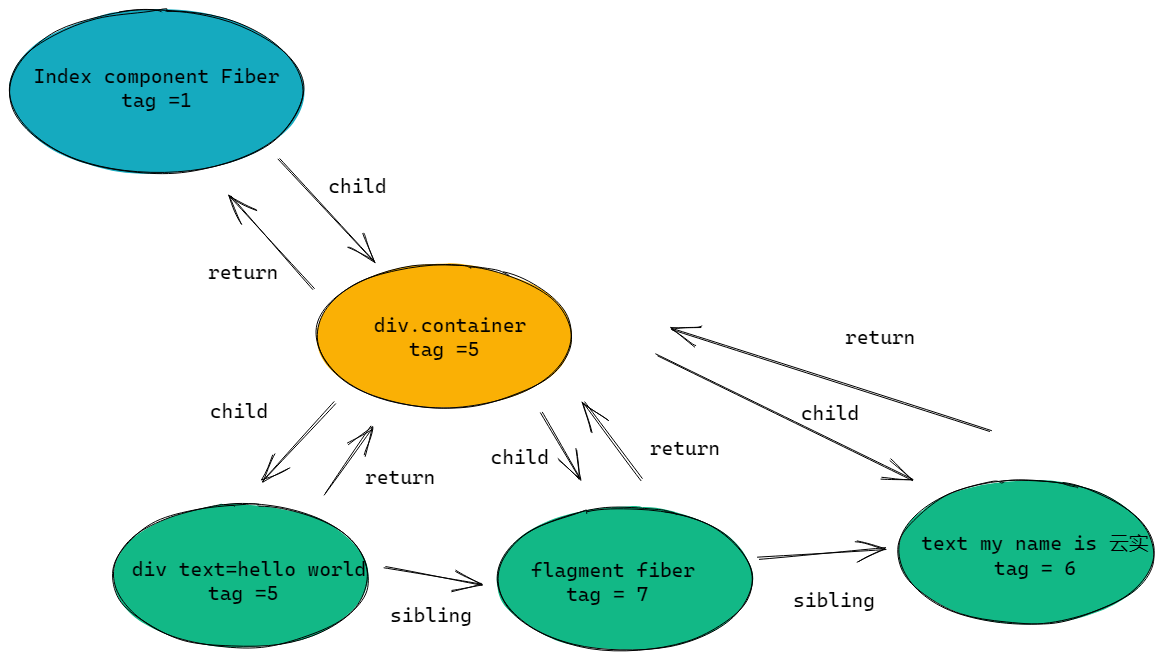 Index component Fiber
tag =1
child
return
div.container
tag =5
return
child
child
child
return
return
div text=hello world
tag =5
flagment fiber
tag = 7
text my name is 云实
tag = 6
sibling
sibling